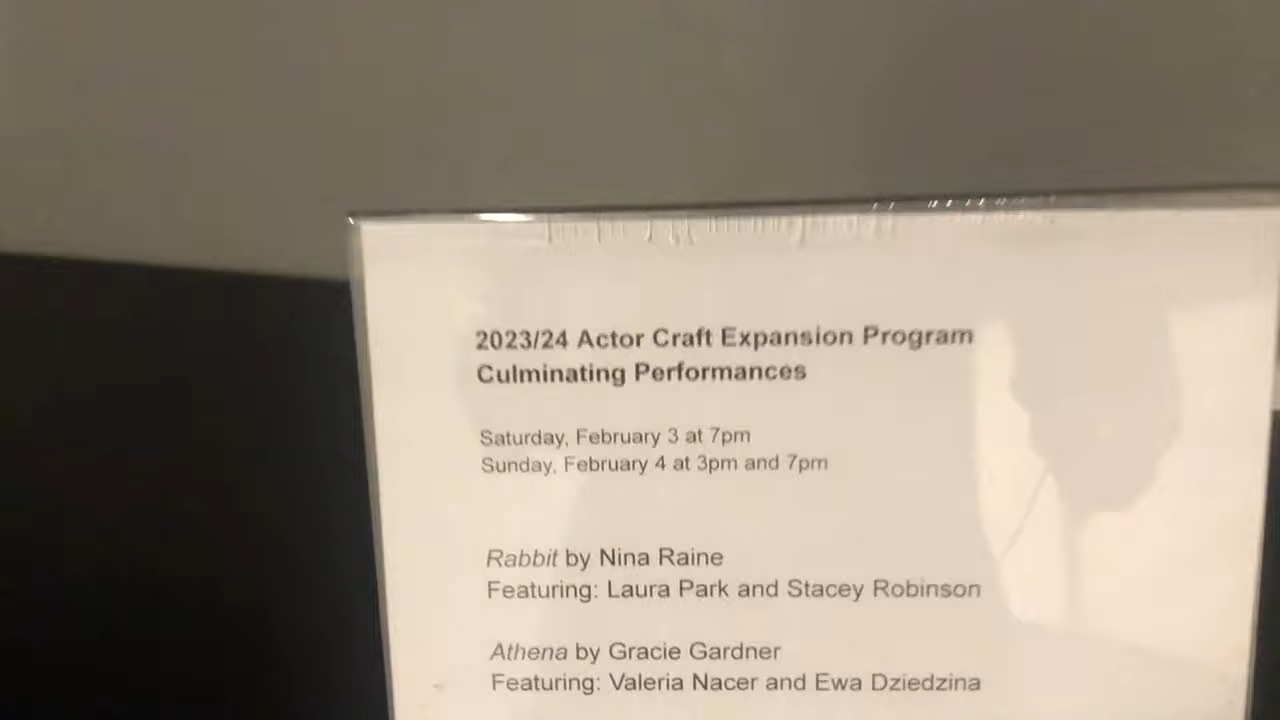 2023/24 Actor Craft Expansion Program
Culminating Performances
Saturday, February 3 at 7pm
Sunday, February 4 at 3pm and 7pm
Rabbit by Nina Raine
Featuring: Laura Park and Stacey Robinson
Athena by Gracie Gardner
Featuring: Valeria Nacer and Ewa Dziedzina